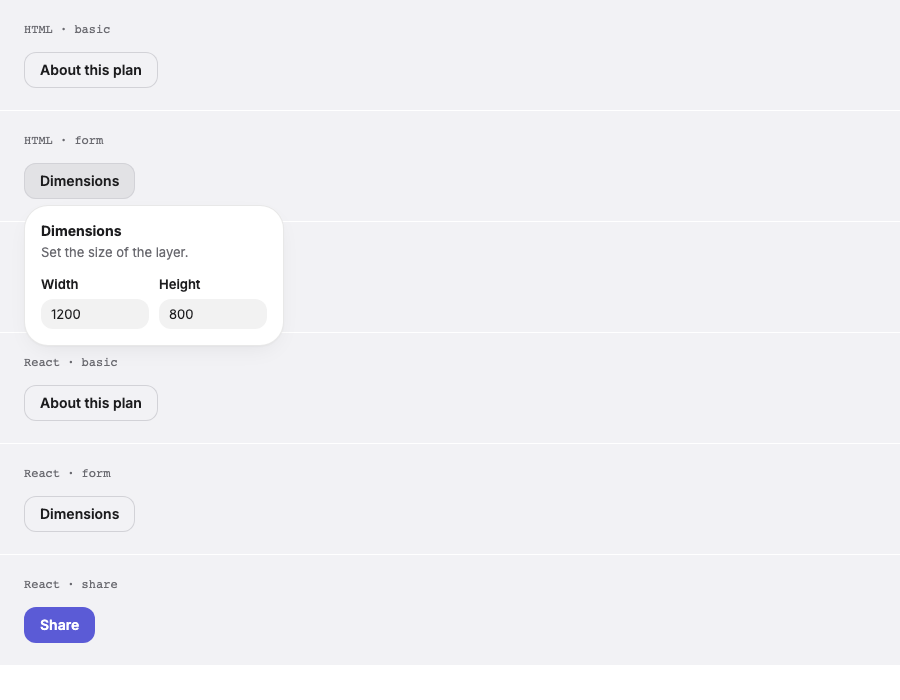 HTML · basic
About this plan
HTML · form
Dimensions
Dimensions
Set the size of the layer.
Width Height
1200 800
React · basic
About this plan
React · form
Dimensions
React · share
Share